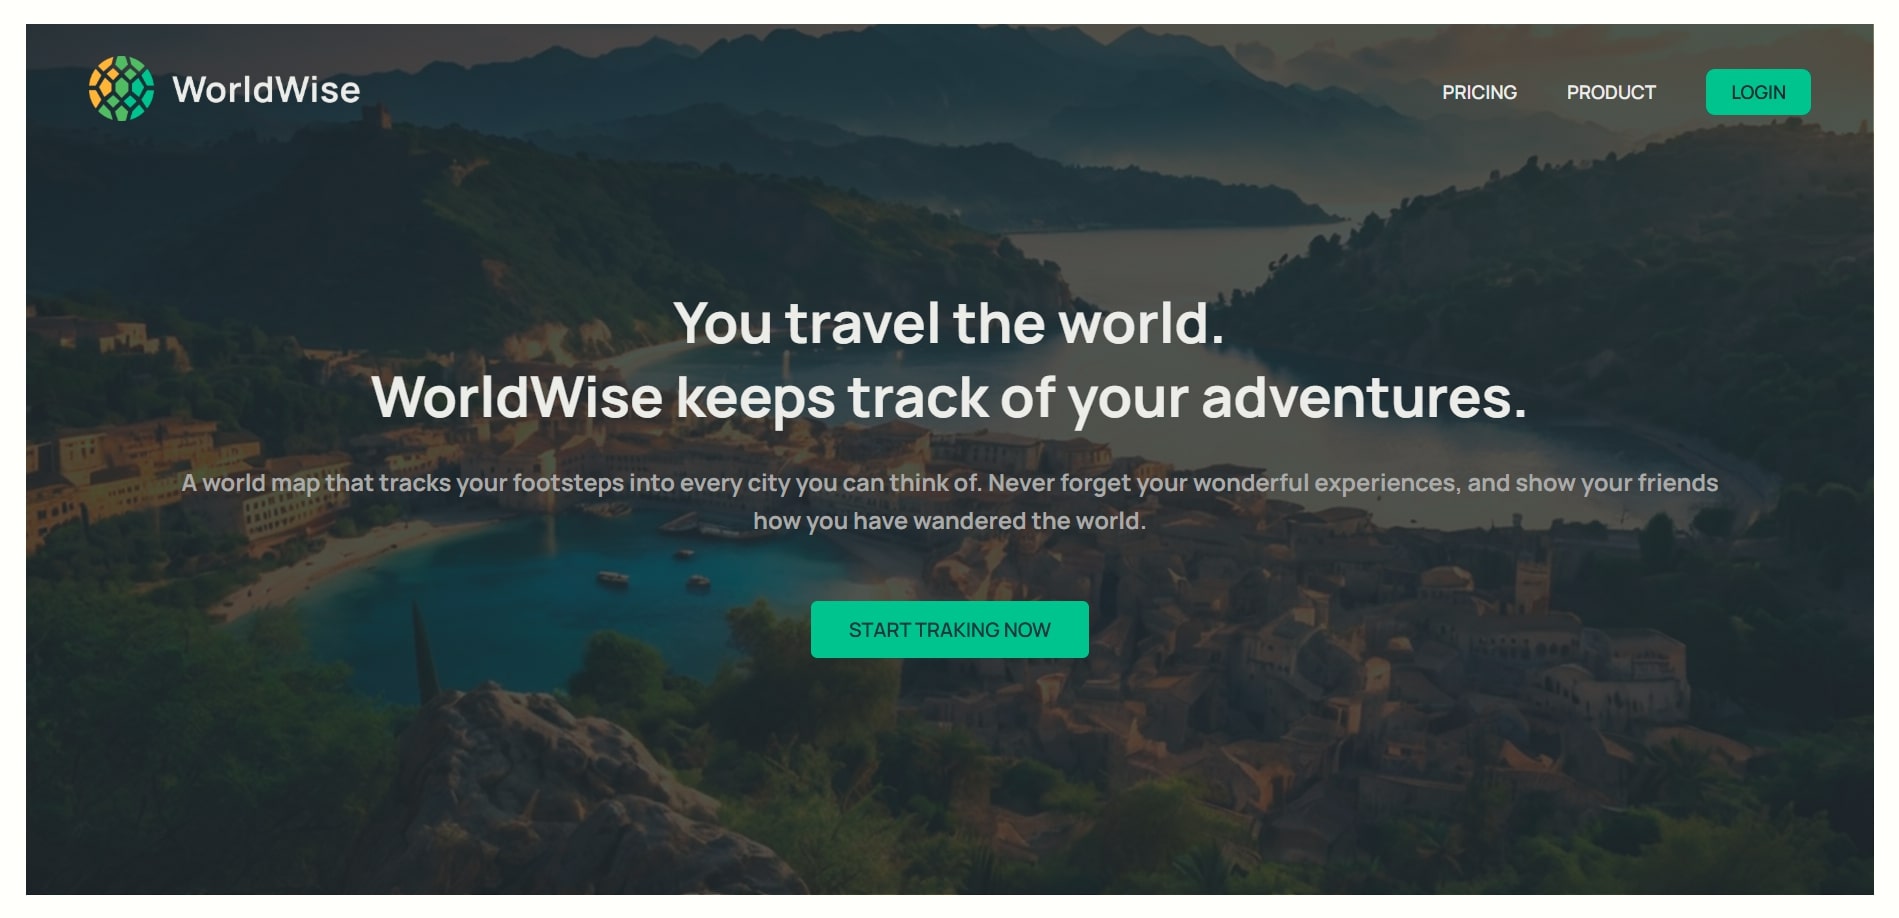 WorldWise
PRICING
PRODUCT
LOGIN
You travel the world.
WorldWise keeps track of your adventures.
A world map that tracks your footsteps into every city you can think of. Never forget your wonderful experiences, and show your friends
how you have wandered the world.
START TRAKING NOW